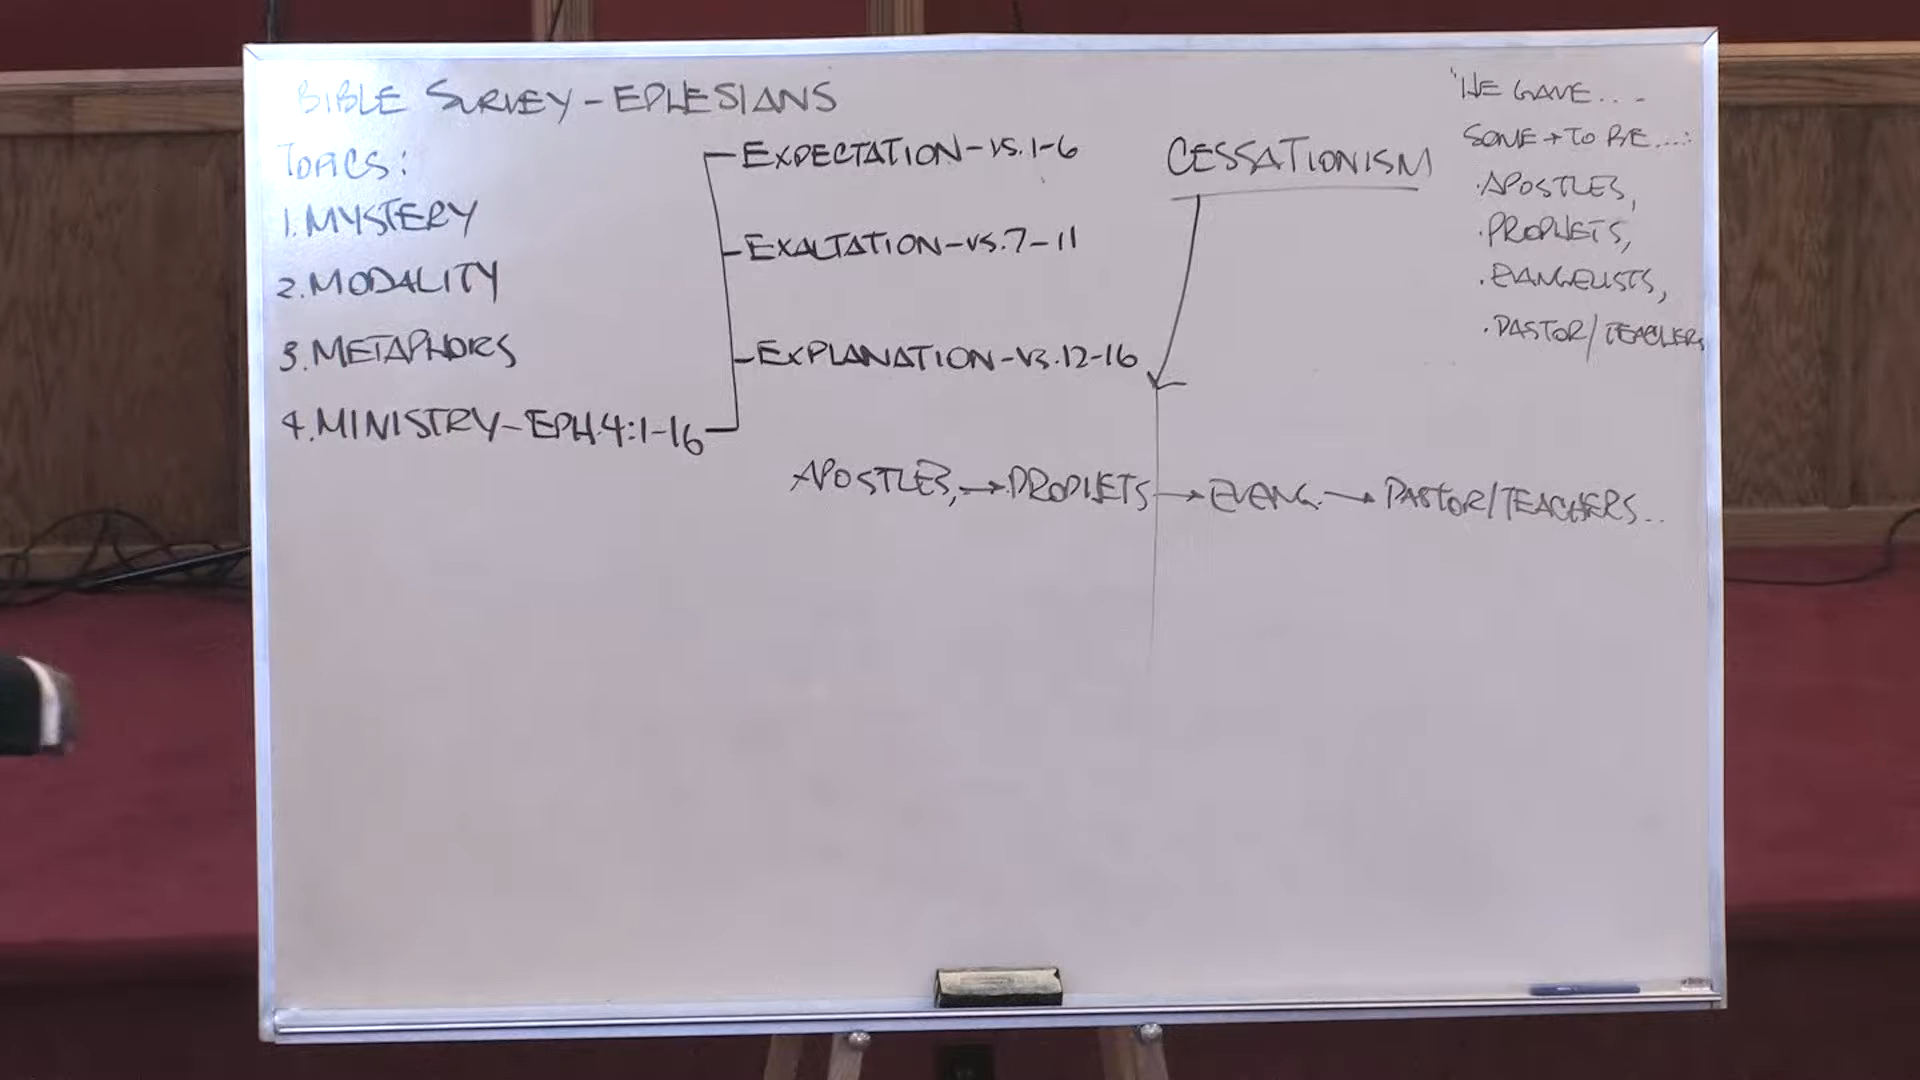 BIBLE SURVEY - EPHESIANS
TOPICS:
1. MYSTERY
2. MODALITY
3. METAPHORS
4. MINISTRY - EPH. 4:1-16
EXPECTATION - VS. 1-6
EXALTATION - VS. 7-11
EXPLANATION - VS. 12-16
CESSATIONISM
"HE GAVE....
SOME → TO BE....:
· APOSTLES,
· PROPHETS,
· EVANGELISTS,
· PASTOR/TEACHERS
APOSTLES, → PROPHETS → EVANG. → PASTOR/TEACHERS...